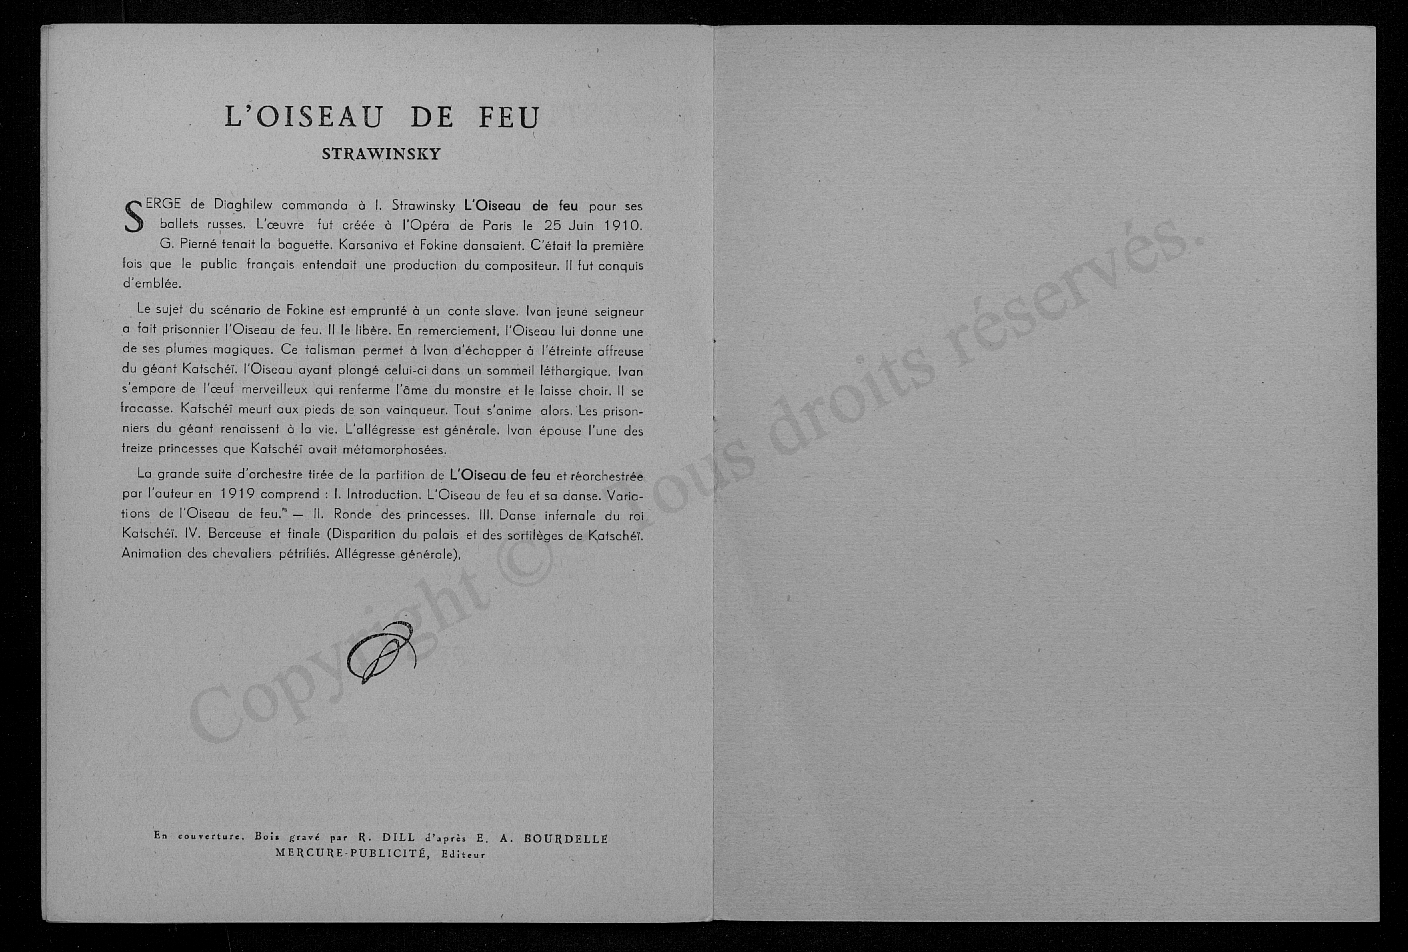 L'OISEAU DE FEU
STRAWINSKY
SERGE de Diaghilew commanda à I. Strawinsky L'Oiseau de feu pour ses
ballets russes. L'œuvre fut créée à l'Opéra de Paris le 25 Juin 1910.
G. Pierné tenait la baguette. Karsaniva et Fokine dansaient. C'était la première
fois que le public français entendait une production du compositeur. Il fut conquis
d'emblée.
Le sujet du scénario de Fokine est emprunté à un conte slave. Ivan jeune seigneur
a fait prisonnier l'Oiseau de feu. Il le libère. En remerciement, l'Oiseau lui donne une
de ses plumes magiques. Ce talisman permet à Ivan d'échapper à l'étreinte affreuse
du géant Katschéï. l'Oiseau ayant plongé celui-ci dans un sommeil léthargique. Ivan
s'empare de l'œuf merveilleux qui renferme l'âme du monstre et le laisse choir. Il se
fracasse. Katschéï meurt aux pieds de son vainqueur. Tout s'anime alors. Les prison-
niers du géant renaissent à la vie. L'allégresse est générale. Ivan épouse l'une des
treize princesses que Katschéï avait métamorphosées.
La grande suite d'orchestre tirée de la partition de L'Oiseau de feu et réorchestrée
par l'auteur en 1919 comprend : I. Introduction. L'Oiseau de feu et sa danse. Varia-
tions de l'Oiseau de feu. — II. Ronde des princesses. III. Danse infernale du roi
Katschéï. IV. Berceuse et finale (Disparition du palais et des sortilèges de Katschéï.
Animation des chevaliers pétrifiés. Allégresse générale).
En couverture. Bois gravé par R. DILL d'après E. A. BOURDELLE
MERCURE-PUBLICITÉ, Editeur
Copyright © - Tous droits réservés.